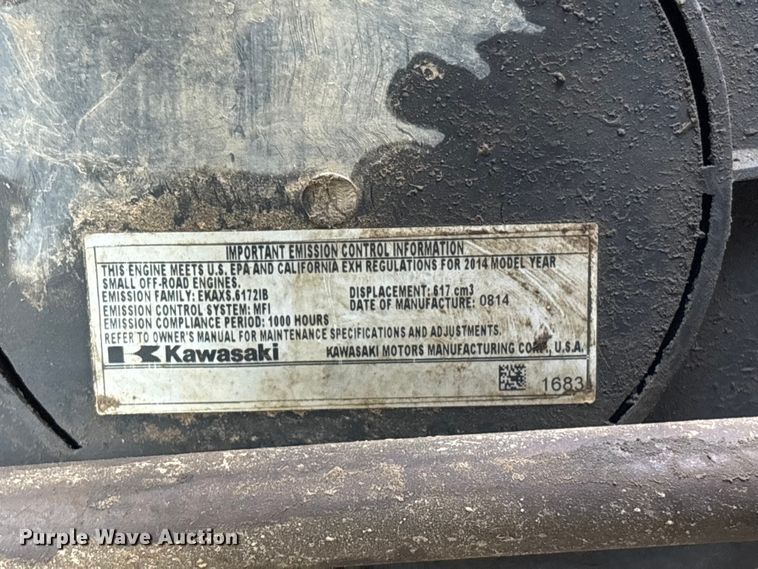 IMPORTANT EMISSION CONTROL INFORMATION
THIS ENGINE MEETS U.S. EPA AND CALIFORNIA EXH REGULATIONS FOR 2014 MODEL YEAR
SMALL OFF-ROAD ENGINES.
EMISSION FAMILY: EKAXS.6172IB DISPLACEMENT: 617 cm3
EMISSION CONTROL SYSTEM: MFI DATE OF MANUFACTURE: 0814
EMISSION COMPLIANCE PERIOD: 1000 HOURS
REFER TO OWNER'S MANUAL FOR MAINTENANCE SPECIFICATIONS AND ADJUSTMENTS.
Kawasaki KAWASAKI MOTORS MANUFACTURING CORP., U.S.A.
1683
Purple Wave Auction